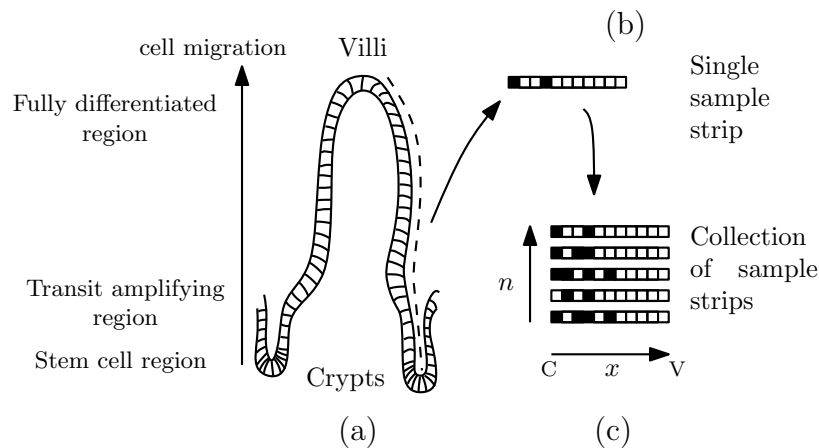 cell migration
Fully differentiated
region
Transit amplifying
region
Stem cell region
Villi
Crypts
(a)
(b)
Single
sample
strip
n
Collection
of sample
strips
C x V
(c)